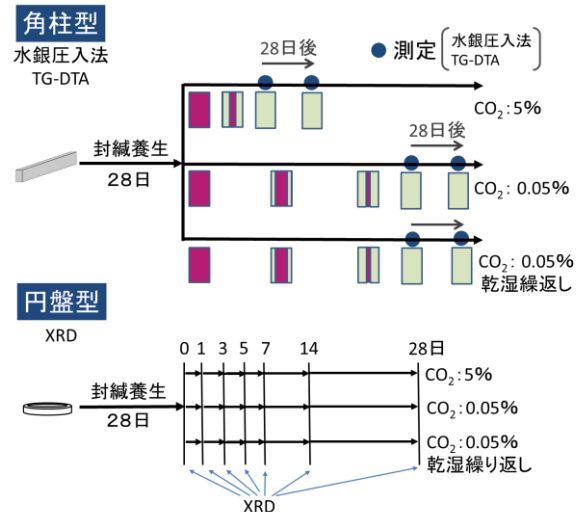 角柱型
水銀圧入法
TG-DTA
28日後
測定
水銀圧入法
TG-DTA
CO₂：5%
封緘養生
28日
28日後
CO₂：0.05%
CO₂：0.05%
乾湿繰返し
円盤型
XRD
0 1 3 5 7 14 28日
封緘養生
28日
CO₂：5%
CO₂：0.05%
CO₂：0.05%
乾湿繰り返し
XRD